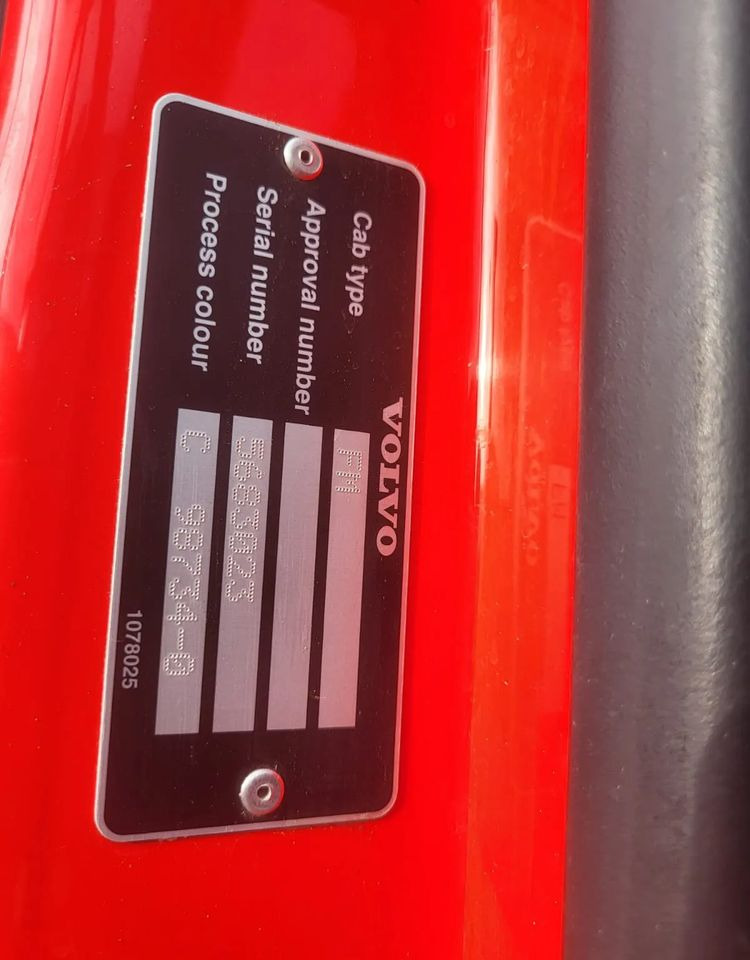 VOLVO
Cab type FM
Approval number
Serial number 5683023
Process colour C 98734-0
1078025